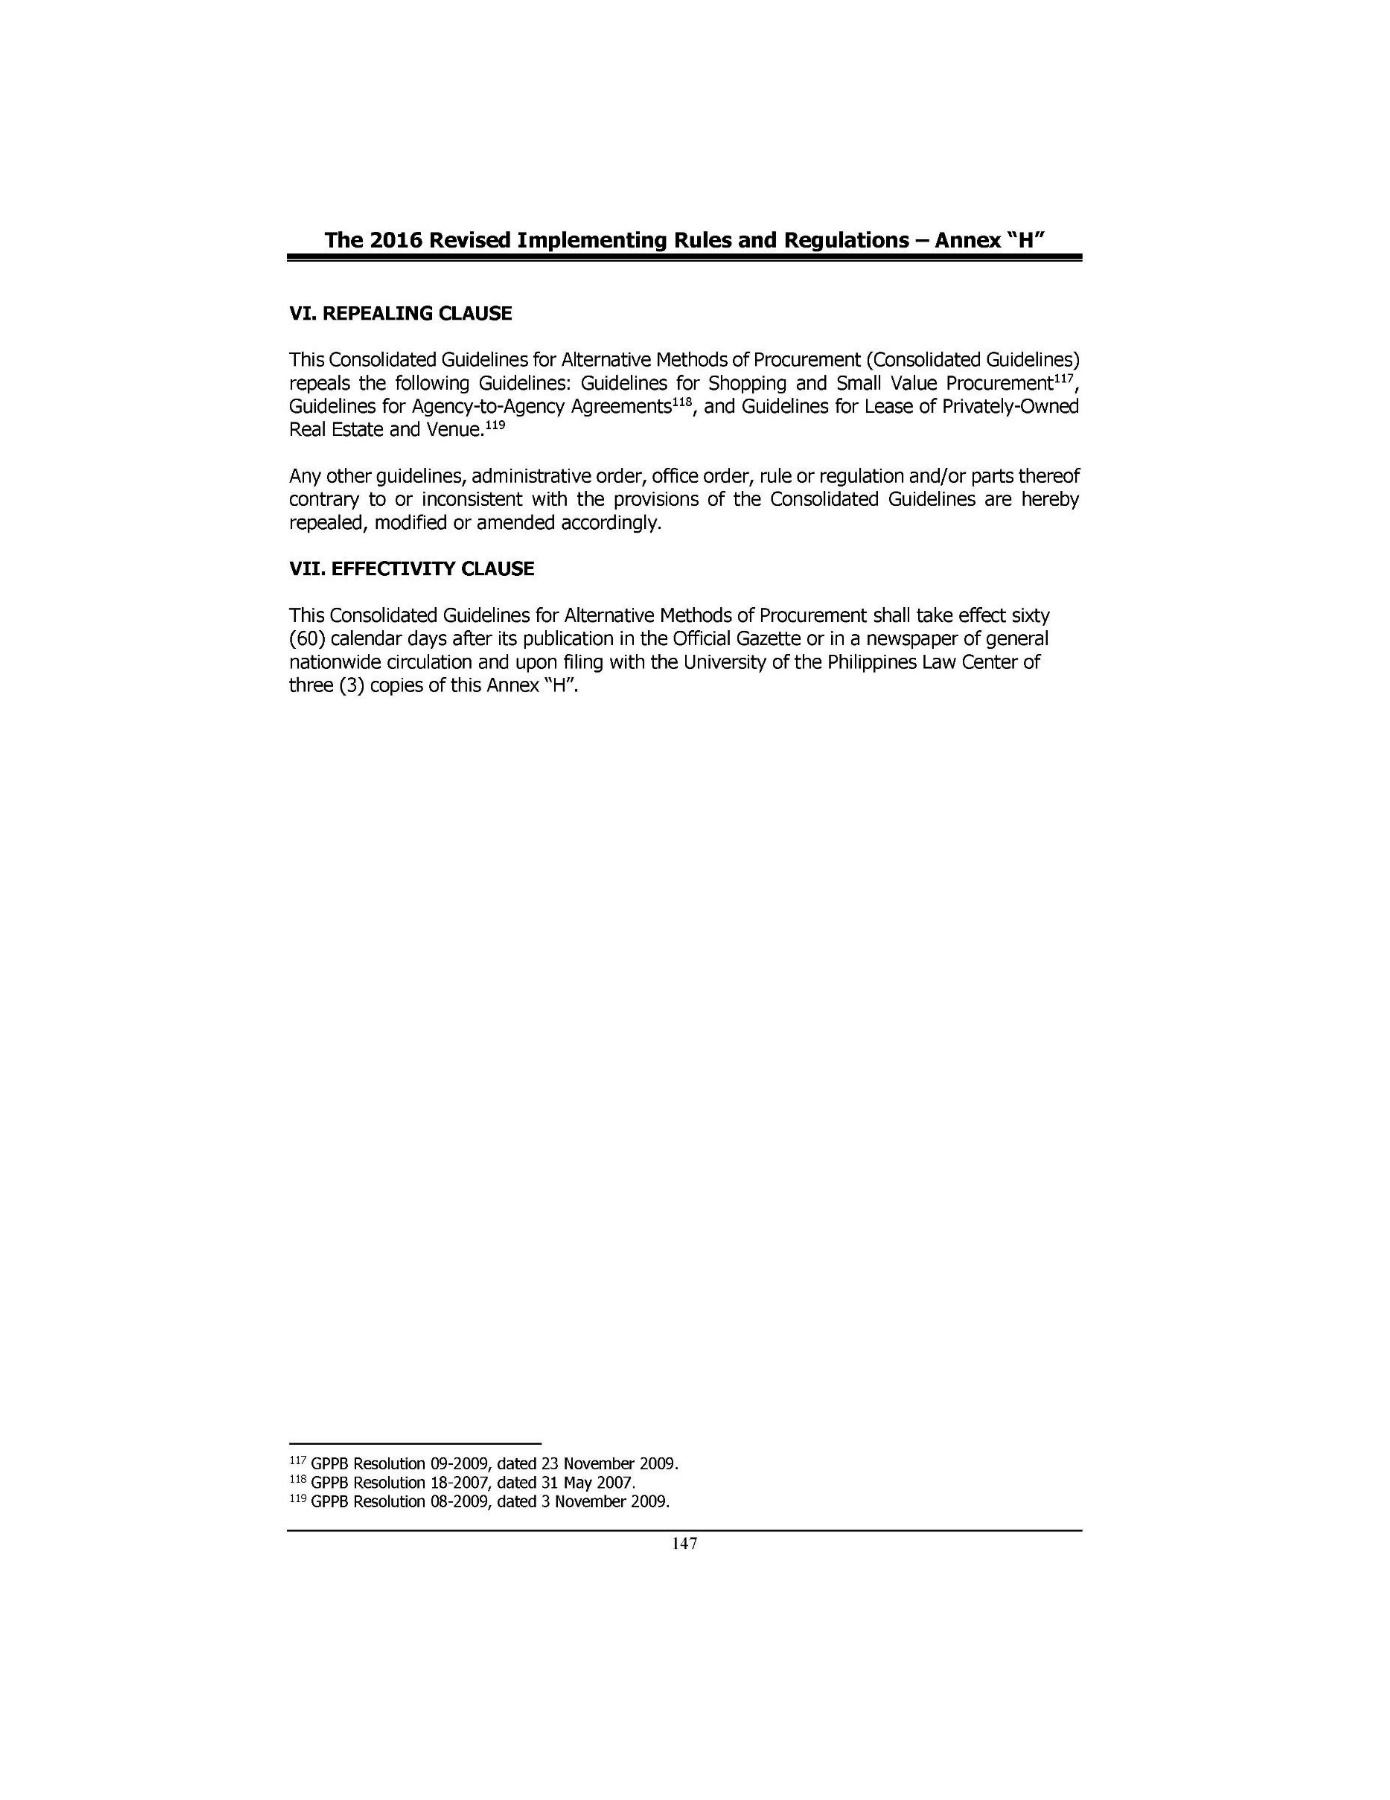 The 2016 Revised Implementing Rules and Regulations – Annex “H”
VI. REPEALING CLAUSE
This Consolidated Guidelines for Alternative Methods of Procurement (Consolidated Guidelines)
repeals the following Guidelines: Guidelines for Shopping and Small Value Procurement¹¹⁷,
Guidelines for Agency-to-Agency Agreements¹¹⁸, and Guidelines for Lease of Privately-Owned
Real Estate and Venue.¹¹⁹
Any other guidelines, administrative order, office order, rule or regulation and/or parts thereof
contrary to or inconsistent with the provisions of the Consolidated Guidelines are hereby
repealed, modified or amended accordingly.
VII. EFFECTIVITY CLAUSE
This Consolidated Guidelines for Alternative Methods of Procurement shall take effect sixty
(60) calendar days after its publication in the Official Gazette or in a newspaper of general
nationwide circulation and upon filing with the University of the Philippines Law Center of
three (3) copies of this Annex “H”.
¹¹⁷ GPPB Resolution 09-2009, dated 23 November 2009.
¹¹⁸ GPPB Resolution 18-2007, dated 31 May 2007.
¹¹⁹ GPPB Resolution 08-2009, dated 3 November 2009.
147